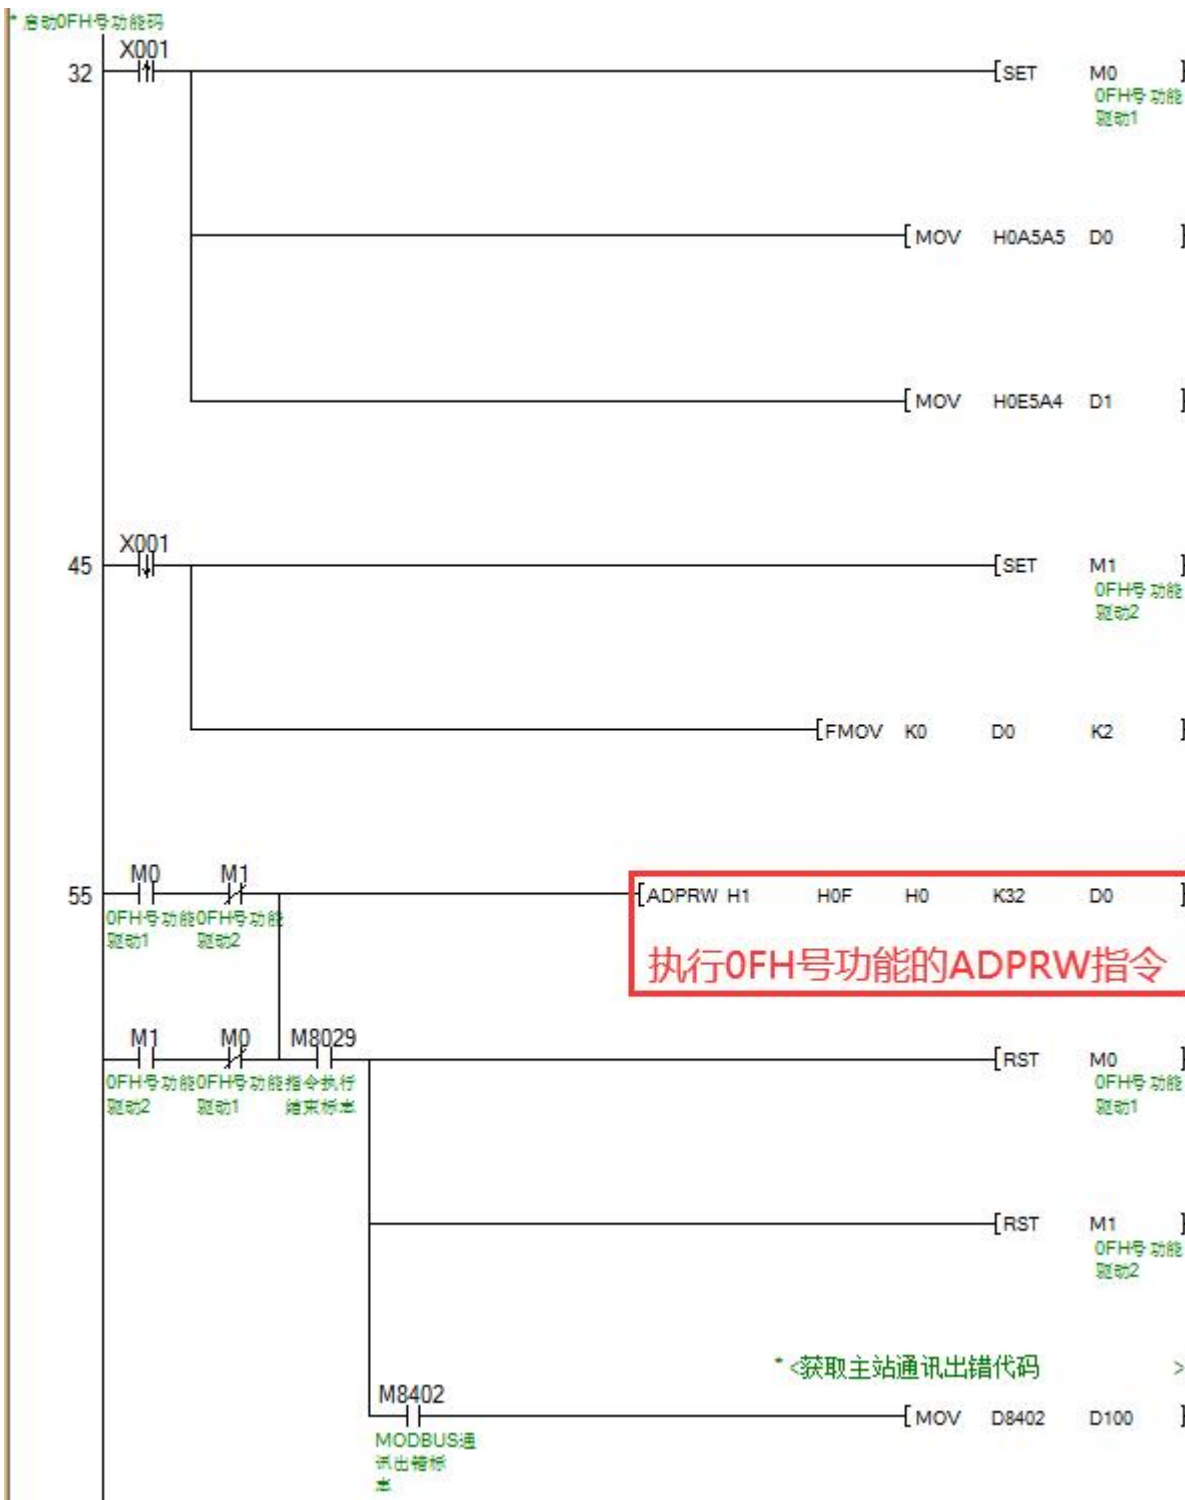 * 启动0FH号功能码
X001
32 [SET M0 ]
0FH号功能
驱动1
[MOV H0A5A5 D0 ]
[MOV H0E5A4 D1 ]
X001
45 [SET M1 ]
0FH号功能
驱动2
[FMOV K0 D0 K2 ]
M0 M1
55 [ADPRW H1 H0F H0 K32 D0 ]
0FH号功能 0FH号功能
驱动1 驱动2
执行0FH号功能的ADPRW指令
M1 M0 M8029
[RST M0 ]
0FH号功能 0FH号功能 指令执行 0FH号功能
驱动2 驱动1 结束标志 驱动1
[RST M1 ]
0FH号功能
驱动2
* <获取主站通讯出错代码 >
M8402
[MOV D8402 D100 ]
MODBUS通
讯出错标
志